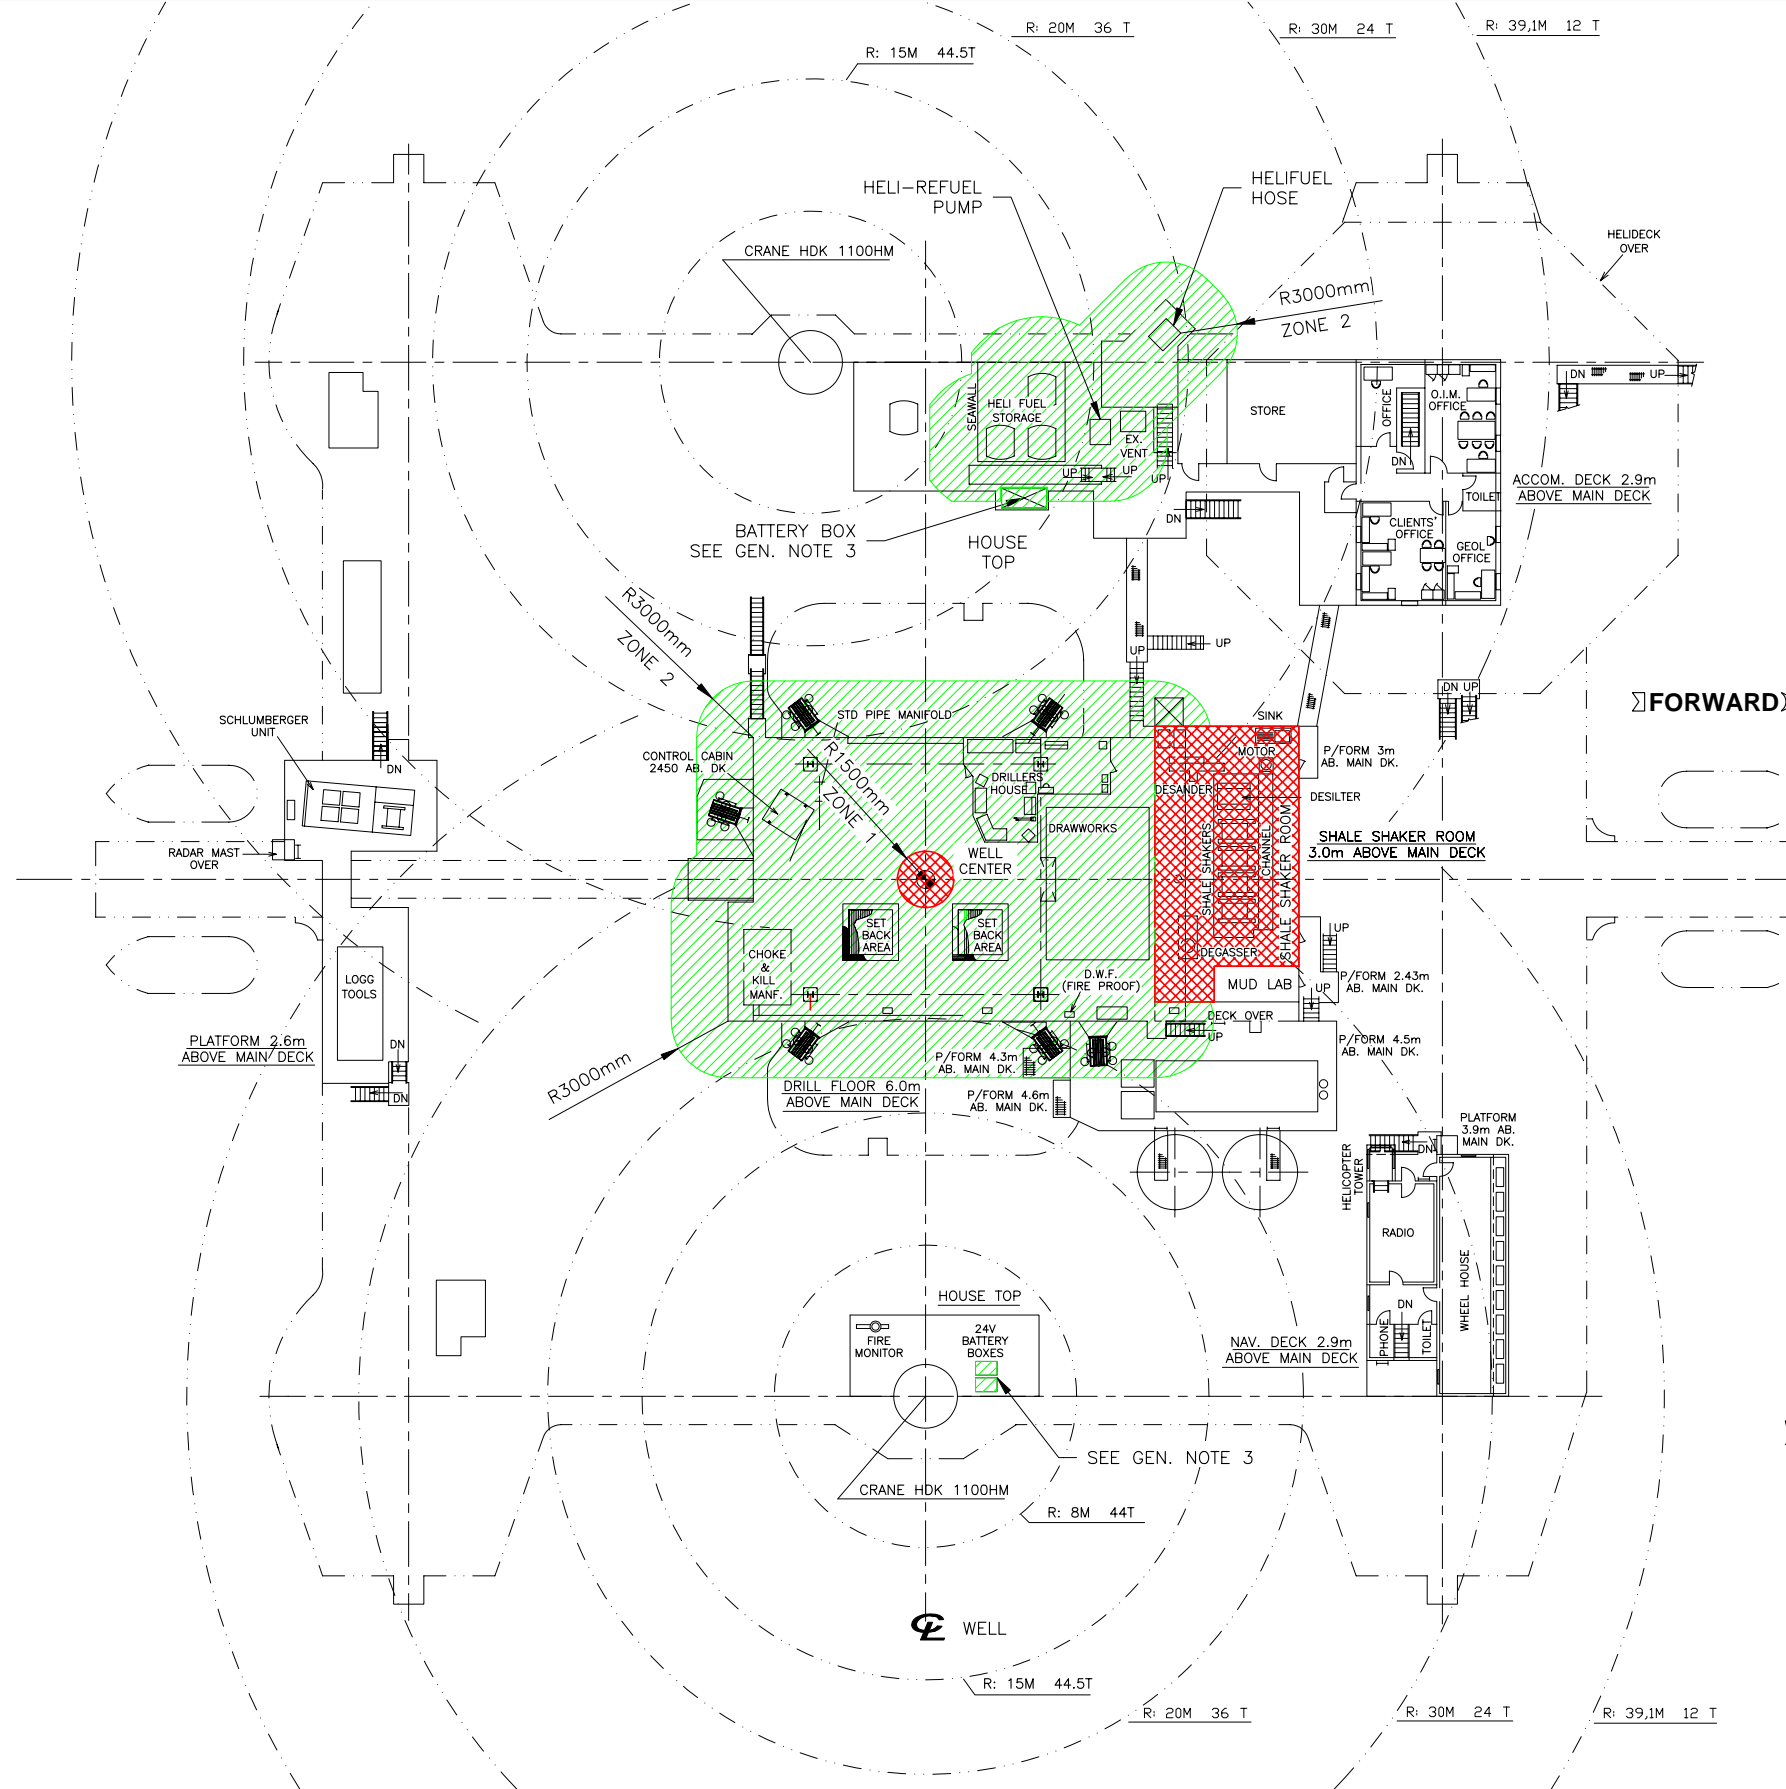 R: 20M 36 T
R: 30M 24 T
R: 39,1M 12 T
R: 15M 44.5T
HELI-REFUEL
PUMP
HELIFUEL
HOSE
HELIDECK
OVER
CRANE HDK 1100HM
R3000mm
ZONE 2
SEAWALL
HELI FUEL
STORAGE
EX.
VENT
UP
UP
UP
STORE
OFFICE
O.I.M.
OFFICE
DN
DN
UP
TOILET
ACCOM. DECK 2.9m
ABOVE MAIN DECK
CLIENTS'
OFFICE
GEOL
OFFICE
DN
BATTERY BOX
SEE GEN. NOTE 3
HOUSE
TOP
R3000mm
ZONE 2
UP
UP
DN UP
FORWARD
SCHLUMBERGER
UNIT
DN
STD PIPE MANIFOLD
SINK
CONTROL CABIN
2450 AB. DK.
R1500mm
ZONE 1
DRILLERS
HOUSE
MOTOR
P/FORM 3m
AB. MAIN DK.
DESANDER
DESILTER
DRAWWORKS
SHALE SHAKERS
CHANNEL
SHALE SHAKER ROOM
SHALE SHAKER ROOM
3.0m ABOVE MAIN DECK
RADAR MAST
OVER
WELL
CENTER
SET
BACK
AREA
SET
BACK
AREA
UP
CHOKE
&
KILL
MANF.
DEGASSER
D.W.F.
(FIRE PROOF)
MUD LAB
P/FORM 2.43m
AB. MAIN DK.
UP
LOGG
TOOLS
DECK OVER
UP
PLATFORM 2.6m
ABOVE MAIN DECK
DN
DN
P/FORM 4.5m
AB. MAIN DK.
P/FORM 4.3m
AB. MAIN DK.
R3000mm
DRILL FLOOR 6.0m
ABOVE MAIN DECK
P/FORM 4.6m
AB. MAIN DK.
PLATFORM
3.9m AB.
MAIN DK.
DN
HELICOPTER
TOWER
RADIO
WHEEL HOUSE
DN
PHONE
TOILET
HOUSE TOP
FIRE
MONITOR
24V
BATTERY
BOXES
NAV. DECK 2.9m
ABOVE MAIN DECK
SEE GEN. NOTE 3
CRANE HDK 1100HM
R: 8M 44T
CL WELL
R: 15M 44.5T
R: 20M 36 T
R: 30M 24 T
R: 39,1M 12 T